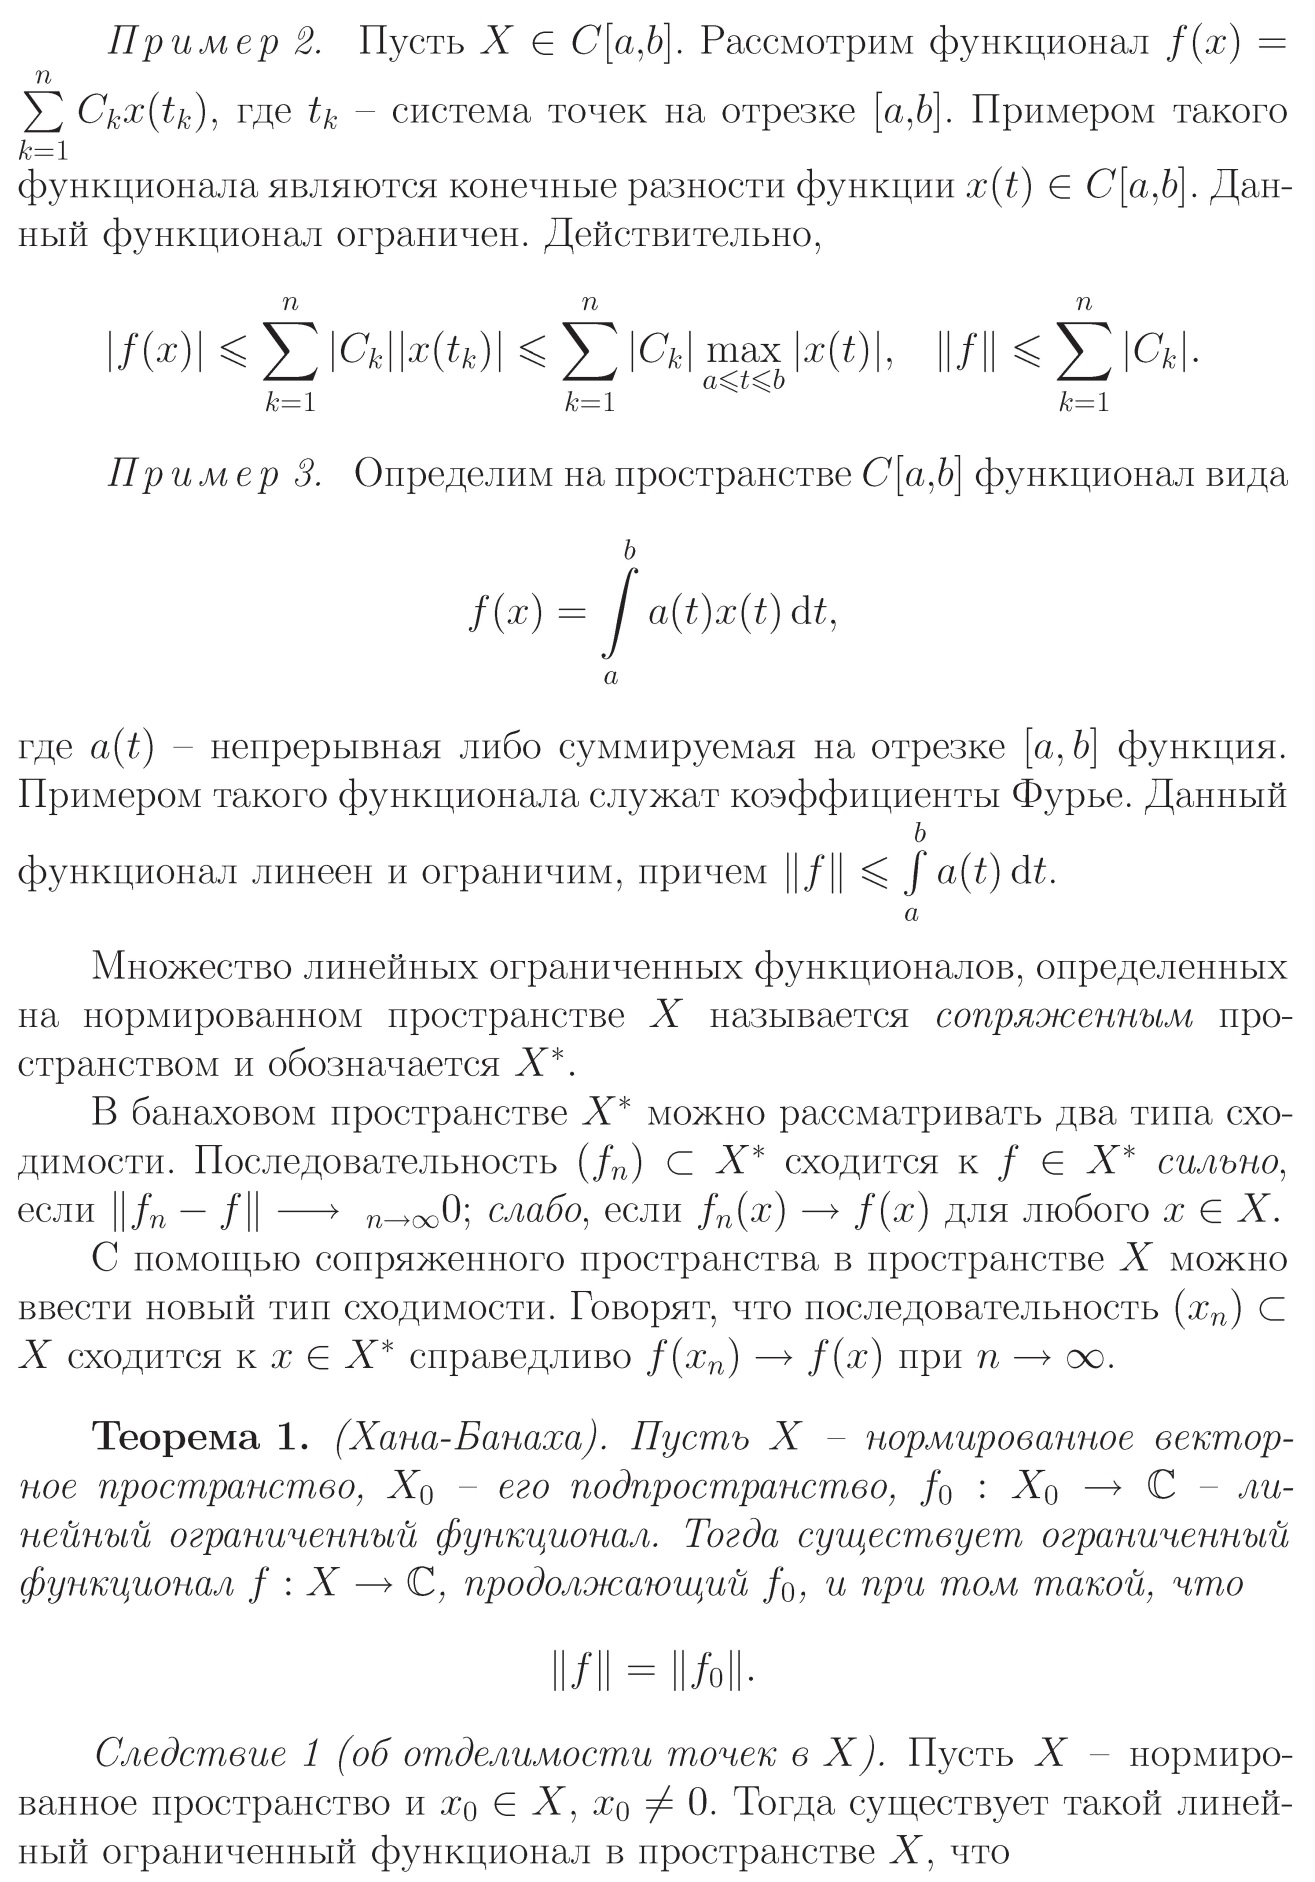 Пример 2. Пусть X ∈ C[a,b]. Рассмотрим функционал f(x) =
∑_{k=1}^{n} C_k x(t_k), где t_k – система точек на отрезке [a,b]. Примером такого
функционала являются конечные разности функции x(t) ∈ C[a,b]. Дан-
ный функционал ограничен. Действительно,
|f(x)| ⩽ ∑_{k=1}^{n} |C_k||x(t_k)| ⩽ ∑_{k=1}^{n} |C_k| max_{a⩽t⩽b} |x(t)|, ‖f‖ ⩽ ∑_{k=1}^{n} |C_k|.
Пример 3. Определим на пространстве C[a,b] функционал вида
f(x) = ∫_{a}^{b} a(t)x(t) dt,
где a(t) – непрерывная либо суммируемая на отрезке [a, b] функция.
Примером такого функционала служат коэффициенты Фурье. Данный
функционал линеен и ограничим, причем ‖f‖ ⩽ ∫_{a}^{b} a(t) dt.
Множество линейных ограниченных функционалов, определенных
на нормированном пространстве X называется сопряженным про-
странством и обозначается X*.
В банаховом пространстве X* можно рассматривать два типа схо-
димости. Последовательность (f_n) ⊂ X* сходится к f ∈ X* сильно,
если ‖f_n − f‖ ⟶ _{n→∞}0; слабо, если f_n(x) → f(x) для любого x ∈ X.
С помощью сопряженного пространства в пространстве X можно
ввести новый тип сходимости. Говорят, что последовательность (x_n) ⊂
X сходится к x ∈ X* справедливо f(x_n) → f(x) при n → ∞.
Теорема 1. (Хана-Банаха). Пусть X – нормированное вектор-
ное пространство, X_0 – его подпространство, f_0 : X_0 → ℂ – ли-
нейный ограниченный функционал. Тогда существует ограниченный
функционал f : X → ℂ, продолжающий f_0, и при том такой, что
‖f‖ = ‖f_0‖.
Следствие 1 (об отделимости точек в X). Пусть X – нормиро-
ванное пространство и x_0 ∈ X, x_0 ≠ 0. Тогда существует такой линей-
ный ограниченный функционал в пространстве X, что